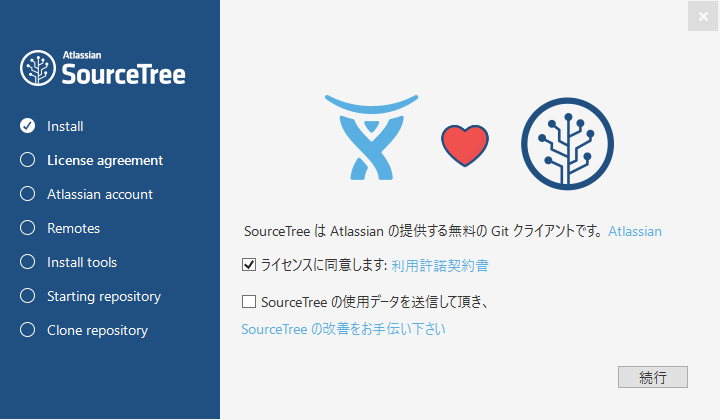 Atlassian
SourceTree
Install
License agreement
Atlassian account
Remotes
Install tools
Starting repository
Clone repository
SourceTree は Atlassian の提供する無料の Git クライアントです。 Atlassian
ライセンスに同意します: 利用許諾契約書
SourceTree の使用データを送信して頂き、
SourceTree の改善をお手伝い下さい
続行